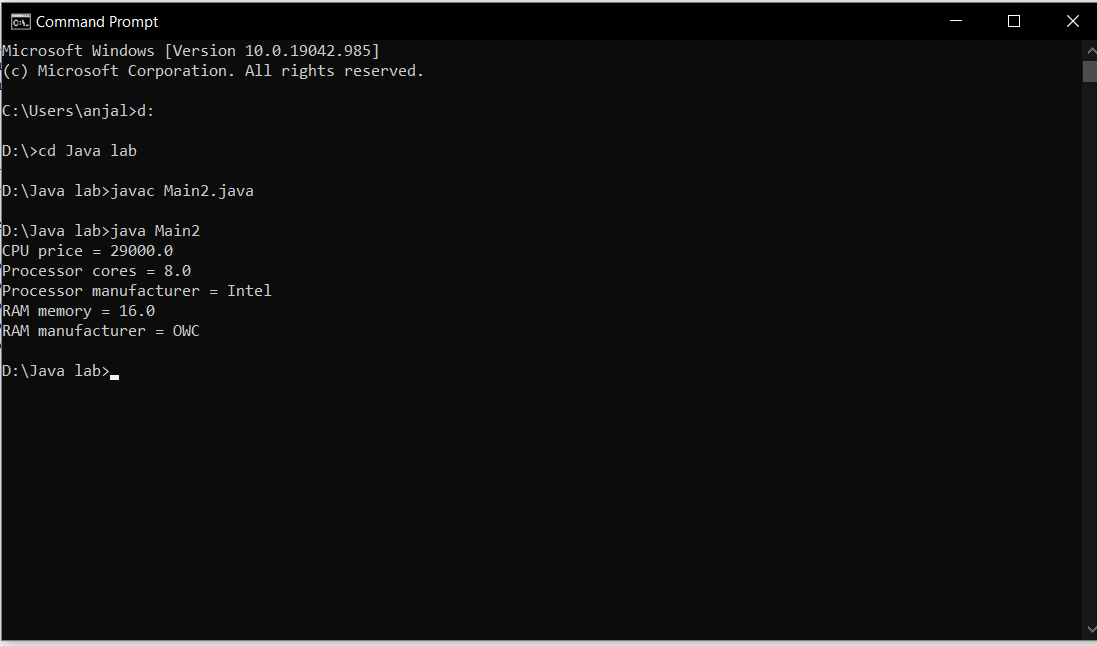 Command Prompt
Microsoft Windows [Version 10.0.19042.985]
(c) Microsoft Corporation. All rights reserved.
C:\Users\anjal>d:
D:\>cd Java lab
D:\Java lab>javac Main2.java
D:\Java lab>java Main2
CPU price = 29000.0
Processor cores = 8.0
Processor manufacturer = Intel
RAM memory = 16.0
RAM manufacturer = OWC
D:\Java lab>